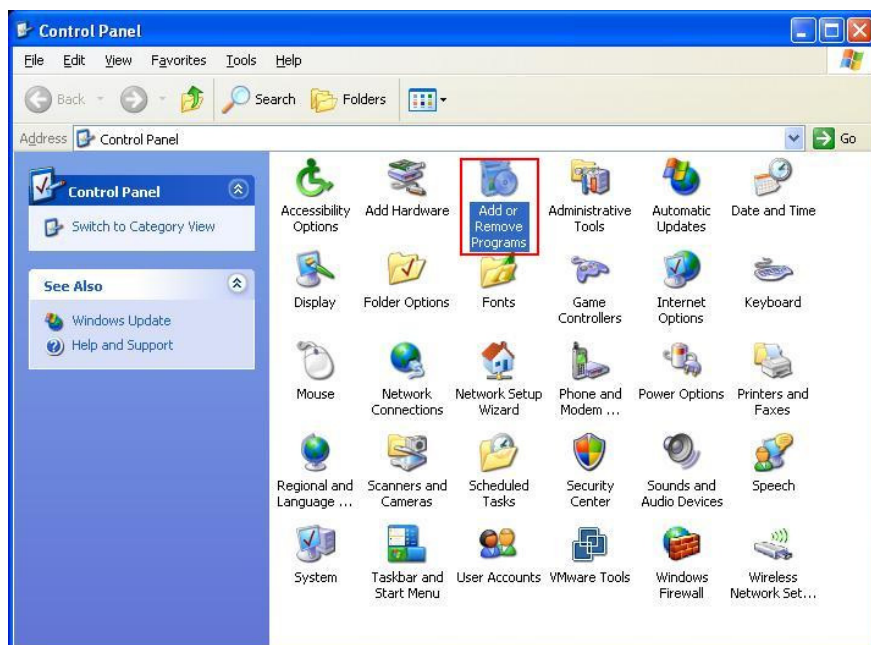 Control Panel
File Edit View Favorites Tools Help
Back Search Folders
Address Control Panel Go
Control Panel
Switch to Category View
See Also
Windows Update
Help and Support
Accessibility Options
Add Hardware
Add or Remove Programs
Administrative Tools
Automatic Updates
Date and Time
Display
Folder Options
Fonts
Game Controllers
Internet Options
Keyboard
Mouse
Network Connections
Network Setup Wizard
Phone and Modem ...
Power Options
Printers and Faxes
Regional and Language ...
Scanners and Cameras
Scheduled Tasks
Security Center
Sounds and Audio Devices
Speech
System
Taskbar and Start Menu
User Accounts
VMware Tools
Windows Firewall
Wireless Network Set...